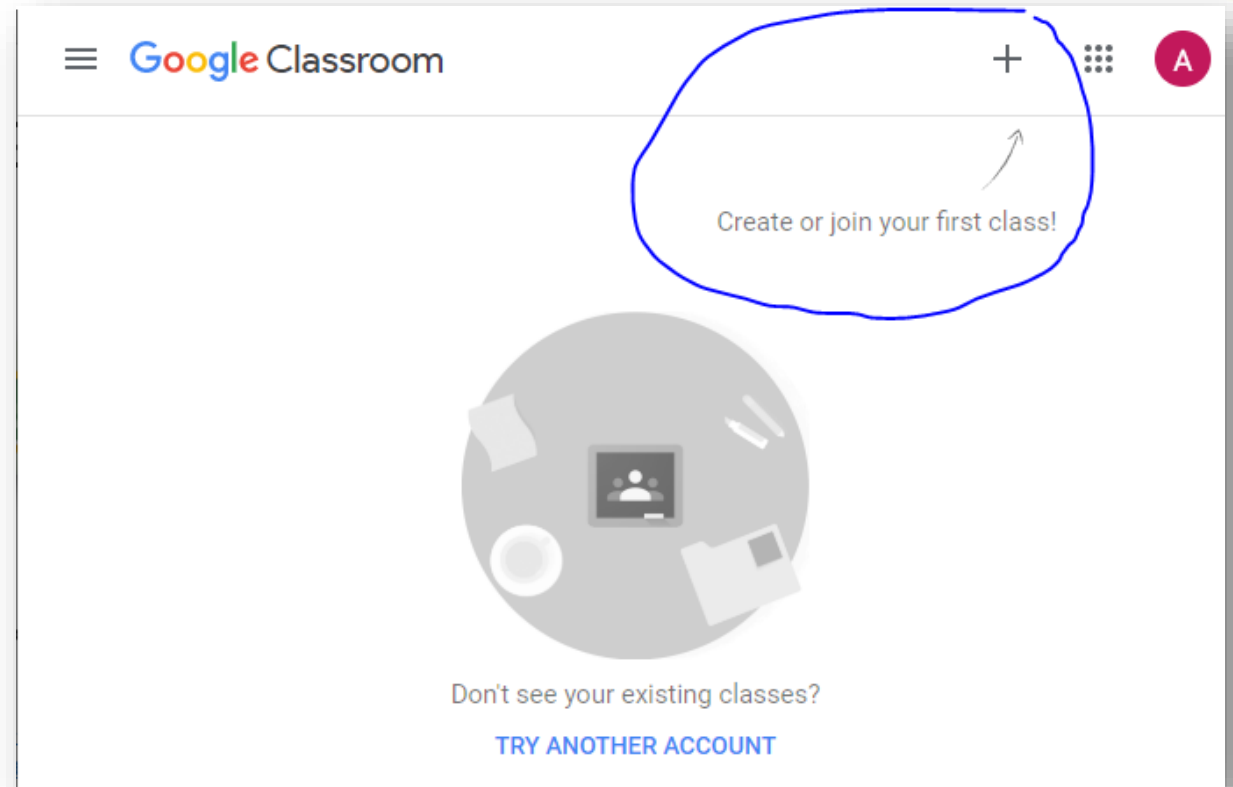 Google Classroom
A
Create or join your first class!
Don't see your existing classes?
TRY ANOTHER ACCOUNT